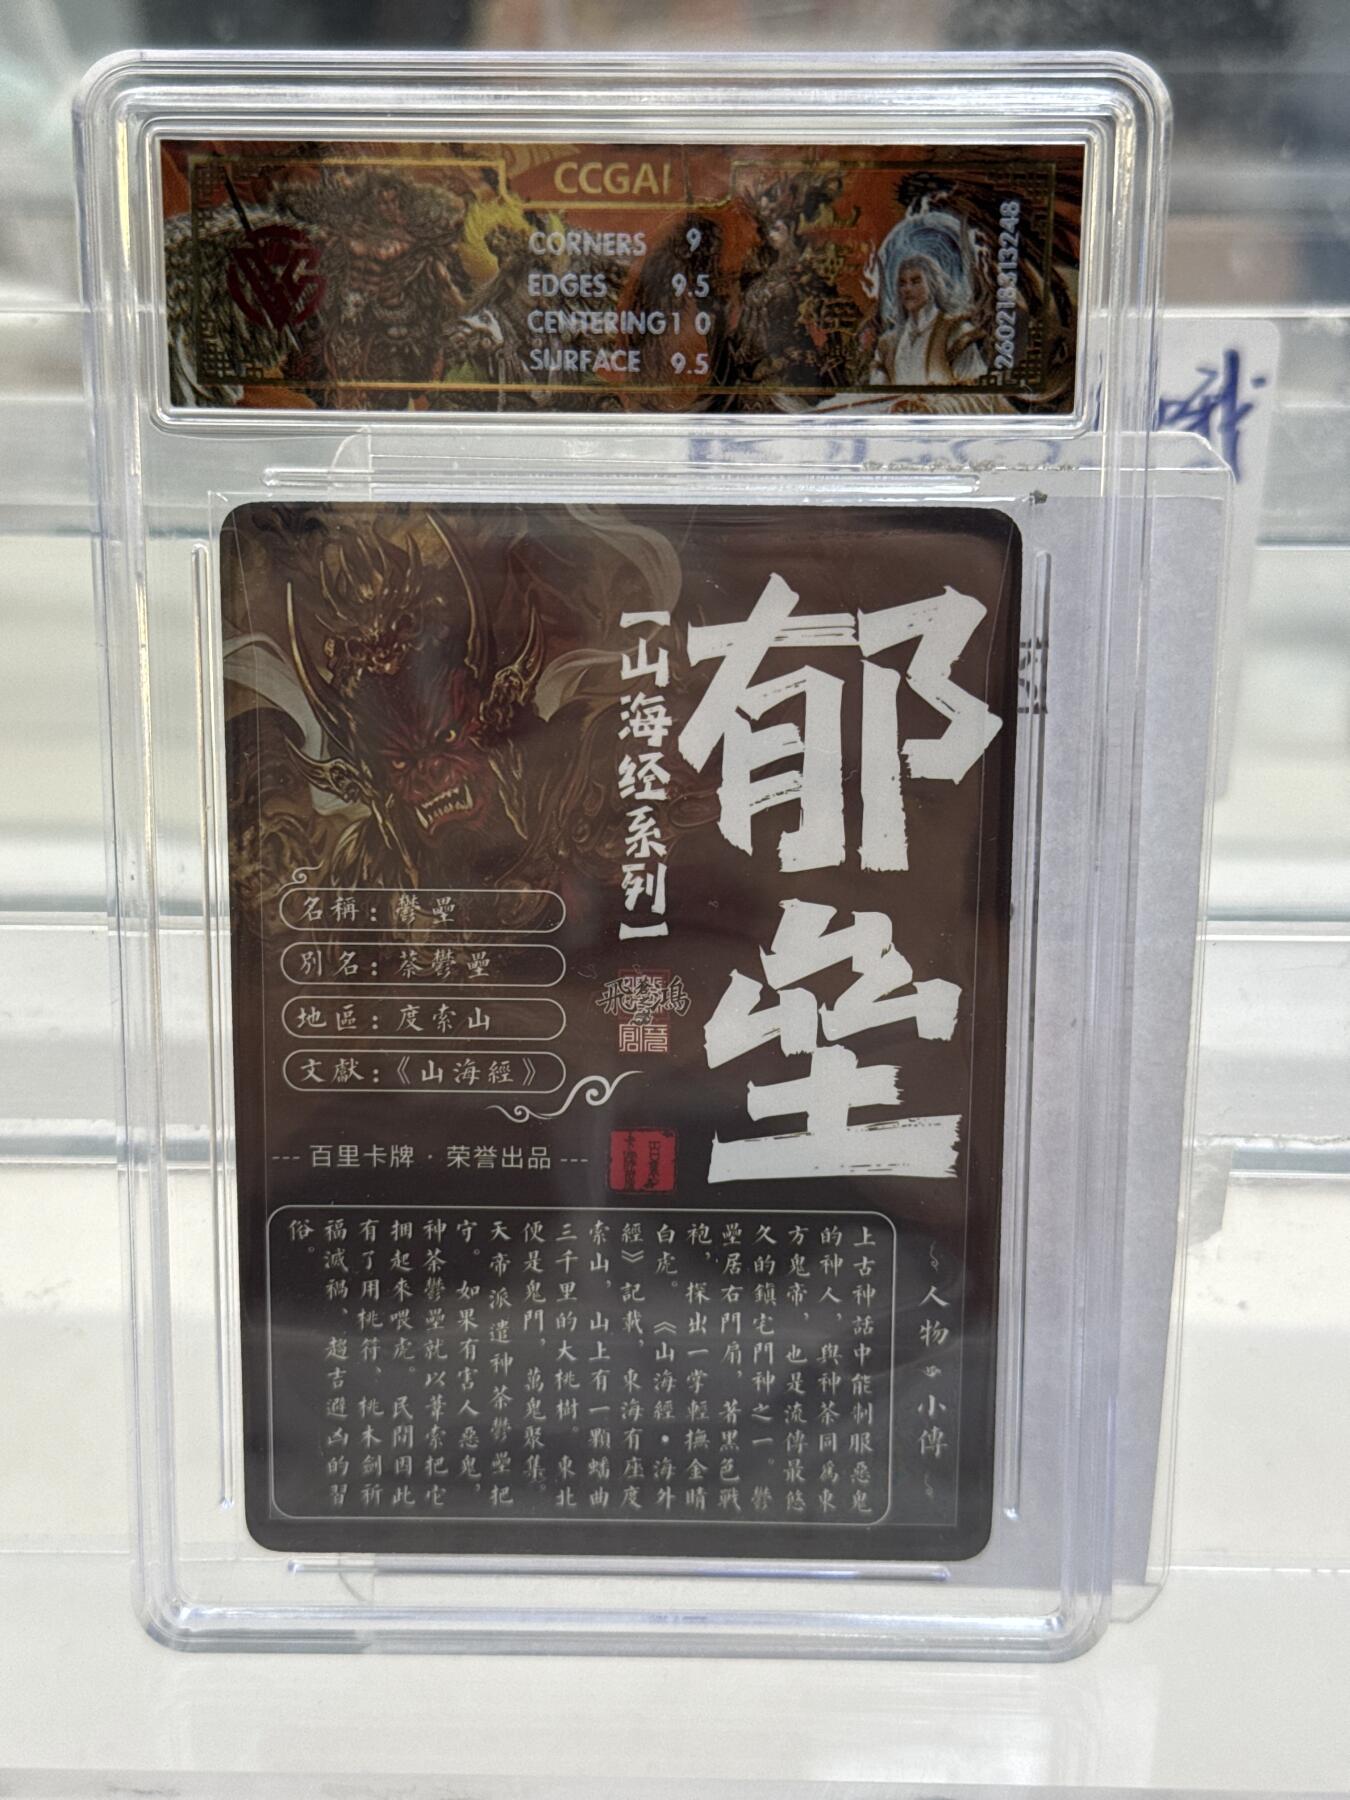 CCGAI
CORNERS 9
EDGES 9.5
CENTERING 10
SURFACE 9.5
2602183313248
郁垒
【山海经系列】
名稱：鬱壘
別名：荼鬱壘
地區：度索山
文獻：《山海經》
飛鴻
創意
--- 百里卡牌 · 荣誉出品 ---
人物小傳
上古神話中能制服惡鬼
的神人，與神荼同爲東
方鬼帝，也是流傳最悠
久的鎮宅門神之一。鬱
壘居右門扇，著黑色戰
袍，探出一掌輕撫金睛
白虎。《山海經·海外
經》記載，東海有座度
索山，山上有一顆蟠曲
三千里的大桃樹。東北
便是鬼門，萬鬼聚集。
天帝派遣神荼鬱壘把
守。如果有害人惡鬼，
神荼鬱壘就以葦索把它
捆起來喂虎。民間因此
有了用桃符、桃木劍祈
福滅禍、趨吉避凶的習
俗。